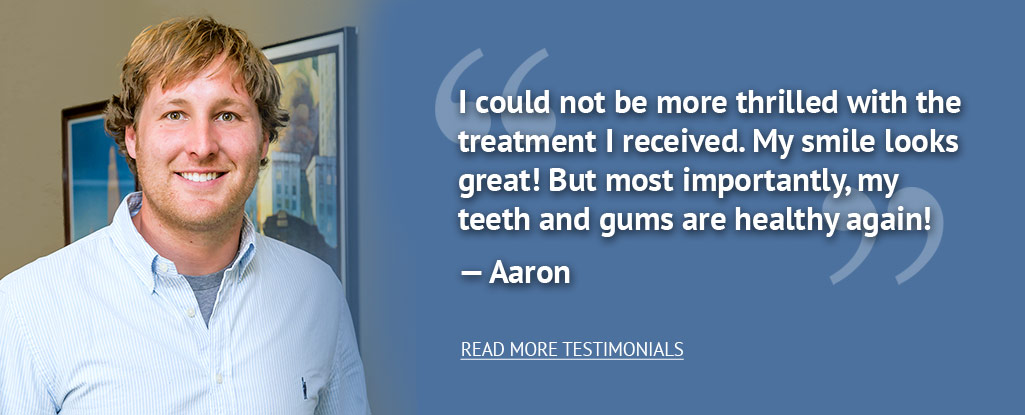 I could not be more thrilled with the
treatment I received. My smile looks
great! But most importantly, my
teeth and gums are healthy again!
— Aaron
READ MORE TESTIMONIALS